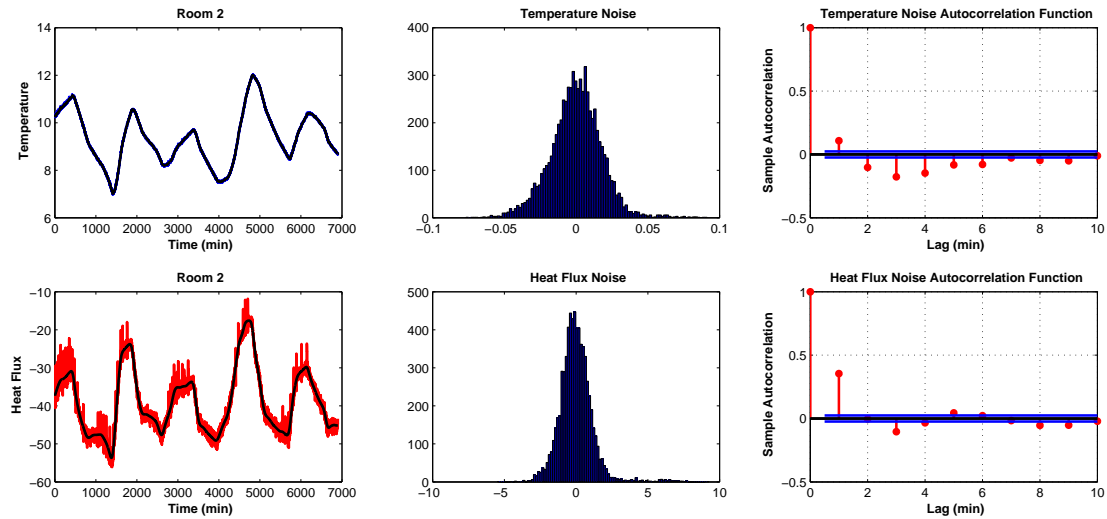 Room 2
Temperature
14
12
10
8
6
0 1000 2000 3000 4000 5000 6000 7000
Time (min)
Temperature Noise
400
300
200
100
0
−0.1 −0.05 0 0.05 0.1
Temperature Noise Autocorrelation Function
Sample Autocorrelation
1
0.5
0
−0.5
0 2 4 6 8 10
Lag (min)
Room 2
Heat Flux
−10
−20
−30
−40
−50
−60
0 1000 2000 3000 4000 5000 6000 7000
Time (min)
Heat Flux Noise
500
400
300
200
100
0
−10 −5 0 5 10
Heat Flux Noise Autocorrelation Function
Sample Autocorrelation
1
0.5
0
−0.5
0 2 4 6 8 10
Lag (min)